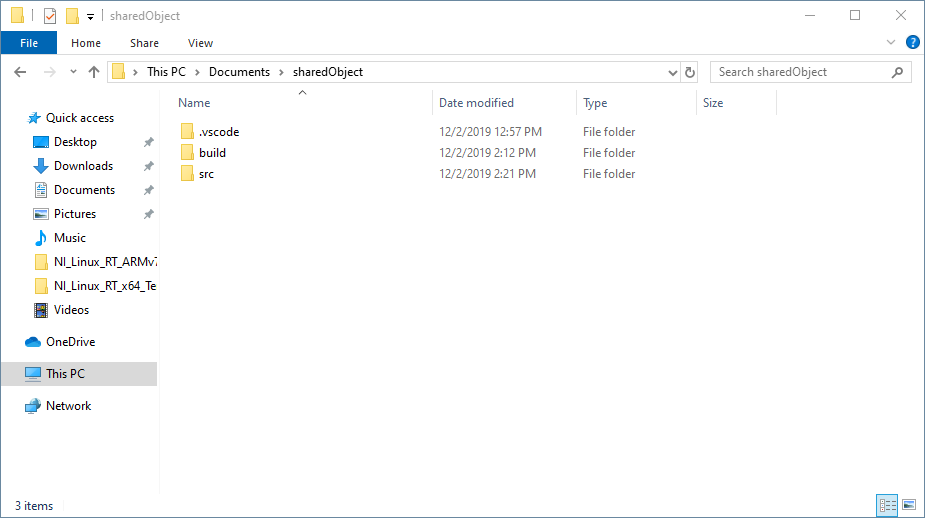 sharedObject
File Home Share View
This PC Documents sharedObject Search sharedObject
Name Date modified Type Size
.vscode 12/2/2019 12:57 PM File folder
build 12/2/2019 2:12 PM File folder
src 12/2/2019 2:21 PM File folder
Quick access
Desktop
Downloads
Documents
Pictures
Music
NI_Linux_RT_ARMv7
NI_Linux_RT_x64_Te
Videos
OneDrive
This PC
Network
3 items